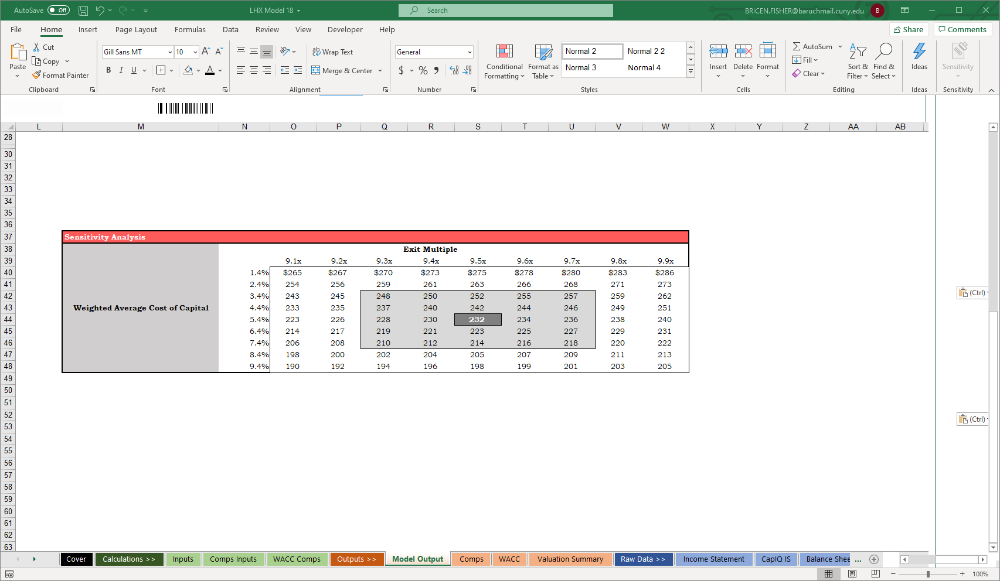 AutoSave Off LHX Model 18 Search BRICEN.FISHER@baruchmail.cuny.edu B
File Home Insert Page Layout Formulas Data Review View Developer Help Share Comments
Paste Cut Copy Format Painter Clipboard
Gill Sans MT 10 A A B I U A Font
ab Wrap Text Merge & Center Alignment
General $ % Number
Conditional Formatting Format as Table Normal 2 Normal 2 2 Normal 3 Normal 4 Styles
Insert Delete Format Cells
AutoSum Fill Clear Sort & Filter Find & Select Editing
Ideas Ideas
Sensitivity Sensitivity
L M N O P Q R S T U V W X Y Z AA AB
28
30
31
32
33
34
35
36
37 Sensitivity Analysis
38 Exit Multiple
39 9.1x 9.2x 9.3x 9.4x 9.5x 9.6x 9.7x 9.8x 9.9x
40 1.4% $265 $267 $270 $273 $275 $278 $280 $283 $286
41 2.4% 254 256 259 261 263 266 268 271 273
42 3.4% 243 245 248 250 252 255 257 259 262 (Ctrl)
43 Weighted Average Cost of Capital 4.4% 233 235 237 240 242 244 246 249 251
44 5.4% 223 226 228 230 232 234 236 238 240
45 6.4% 214 217 219 221 223 225 227 229 231
46 7.4% 206 208 210 212 214 216 218 220 222
47 8.4% 198 200 202 204 205 207 209 211 213
48 9.4% 190 192 194 196 198 199 201 203 205
49
50
51
52
53 (Ctrl)
54
55
56
57
58
59
60
61
62
63
Cover Calculations >> Inputs Comps Inputs WACC Comps Outputs >> Model Output Comps WACC Valuation Summary Raw Data >> Income Statement CapIQ IS Balance Shee ...
100%